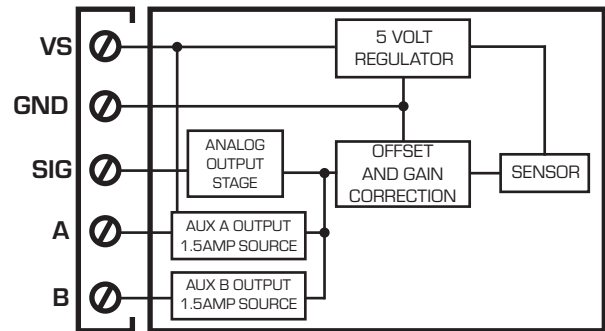 VS
5 VOLT
REGULATOR
GND
SIG
ANALOG
OUTPUT
STAGE
OFFSET
AND GAIN
CORRECTION
SENSOR
A
AUX A OUTPUT
1.5AMP SOURCE
B
AUX B OUTPUT
1.5AMP SOURCE